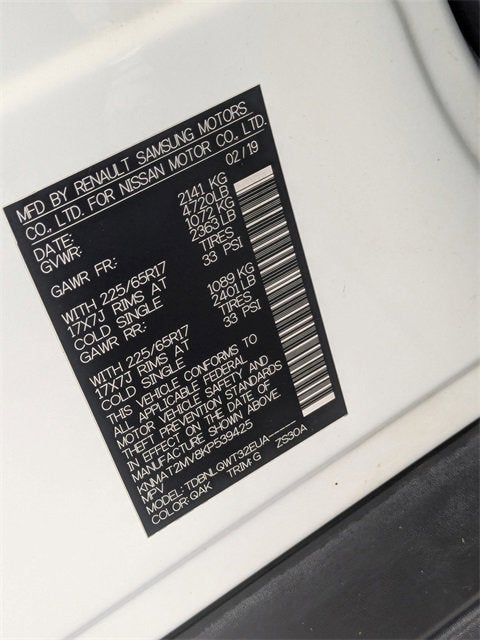 MFD BY RENAULT SAMSUNG MOTORS
CO., LTD. FOR NISSAN MOTOR CO., LTD.
DATE: 02/19
GVWR: 2141 KG
4720LB
GAWR FR: 1072 KG
2363 LB
WITH 225/65R17 TIRES
17X7J RIMS AT 33 PSI
COLD SINGLE
GAWR RR: 1089 KG
2401 LB
WITH 225/65R17 TIRES
17X7J RIMS AT 33 PSI
COLD SINGLE
THIS VEHICLE CONFORMS TO
ALL APPLICABLE FEDERAL
MOTOR VEHICLE SAFETY AND
THEFT PREVENTION STANDARDS
IN EFFECT ON THE DATE OF
MANUFACTURE SHOWN ABOVE.
KNMAT2MV8KP539425
MPV
MODEL: TDBNLQWT32EUA ZS30A
COLOR: QAK TRIM: G